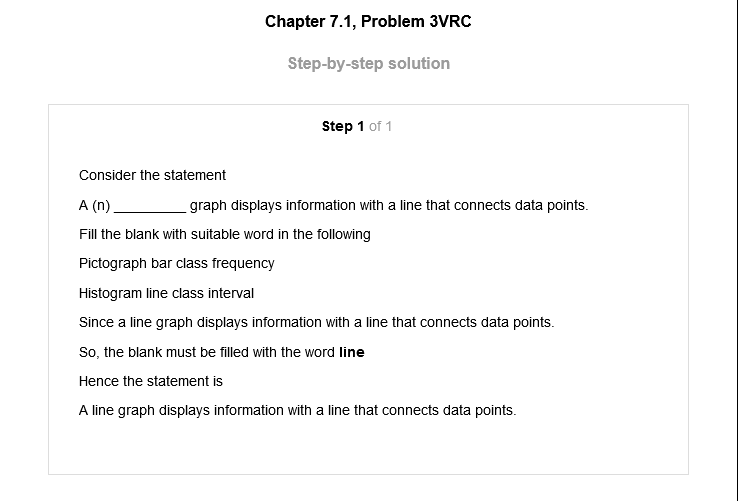 Chapter 7.1, Problem 3VRC
Step-by-step solution
Step 1 of 1
Consider the statement
A (n) __________ graph displays information with a line that connects data points.
Fill the blank with suitable word in the following
Pictograph bar class frequency
Histogram line class interval
Since a line graph displays information with a line that connects data points.
So, the blank must be filled with the word line
Hence the statement is
A line graph displays information with a line that connects data points.